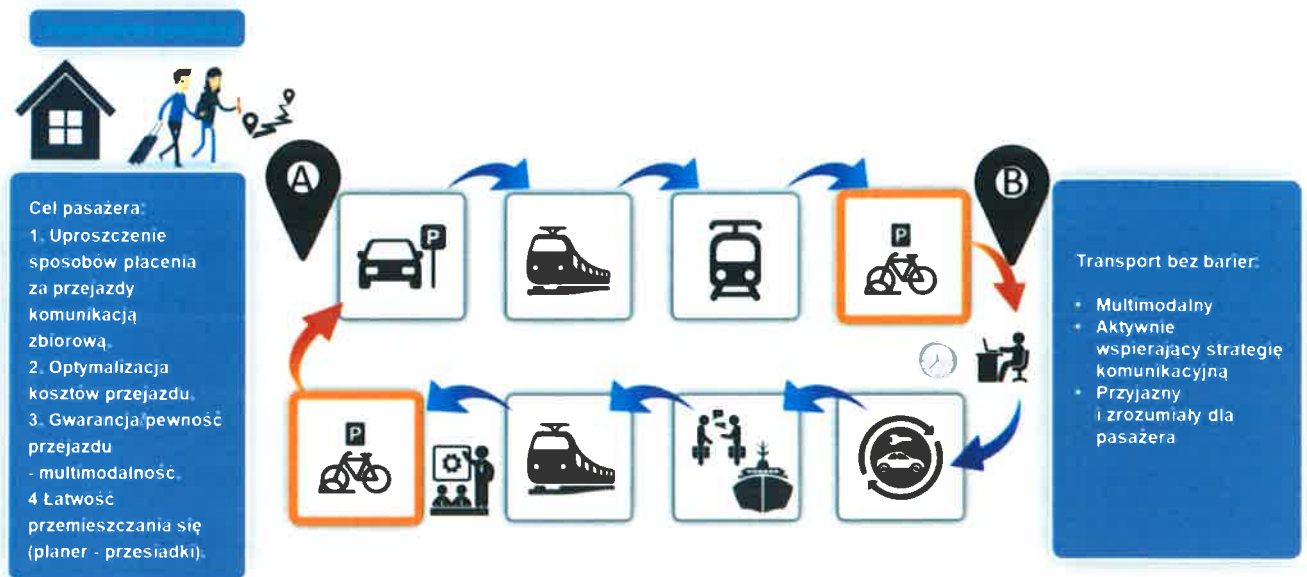 Cel pasażera:
1. Uproszczenie
sposobów płacenia
za przejazdy
komunikacją
zbiorową.
2. Optymalizacja
kosztów przejazdu.
3. Gwarancja/pewność
przejazdu
- multimodalność.
4 Łatwość
przemieszczania się
(planer - przesiadki).
A
P
P
B
P
Transport bez barier:
• Multimodalny
• Aktywnie
wspierający strategię
komunikacyjną
• Przyjazny
i zrozumiały dla
pasażera